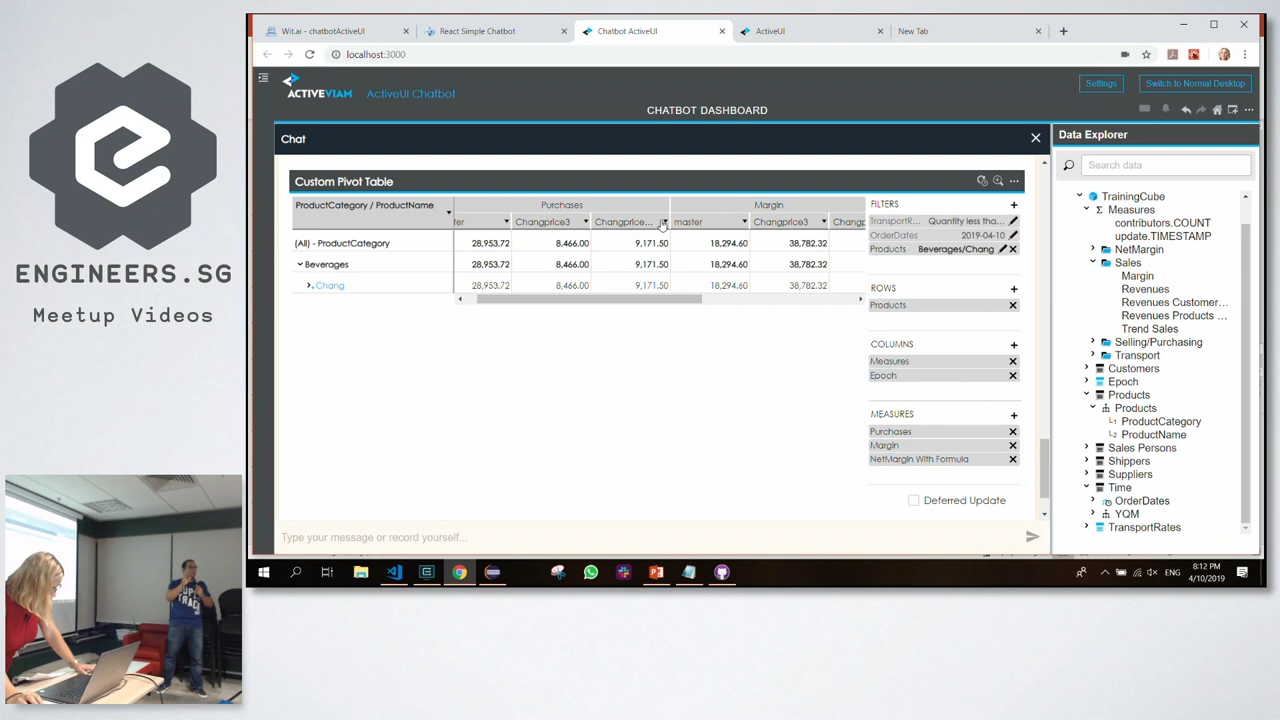 Wit.ai - chatbotActiveUI
React Simple Chatbot
Chatbot ActiveUI
ActiveUI
New Tab
localhost:3000
ACTIVEVIAM
ActiveUI Chatbot
Settings
Switch to Normal Desktop
CHATBOT DASHBOARD
Chat
Custom Pivot Table
ProductCategory / ProductName
Purchases
Margin
ter
Changprice3
Changprice...
master
Changprice3
Changp
(All) - ProductCategory
28,953.72
8,466.00
9,171.50
18,294.60
38,782.32
Beverages
28,953.72
8,466.00
9,171.50
18,294.60
38,782.32
Chang
28,953.72
8,466.00
9,171.50
18,294.60
38,782.32
FILTERS
TransportR... Quantity less tha...
OrderDates 2019-04-10
Products Beverages/Chang
ROWS
Products
COLUMNS
Measures
Epoch
MEASURES
Purchases
Margin
NetMargin With Formula
Deferred Update
Type your message or record yourself...
Data Explorer
Search data
TrainingCube
Measures
contributors.COUNT
update.TIMESTAMP
NetMargin
Sales
Margin
Revenues
Revenues Customer...
Revenues Products ...
Trend Sales
Selling/Purchasing
Transport
Customers
Epoch
Products
Products
L1 ProductCategory
L2 ProductName
Sales Persons
Shippers
Suppliers
Time
OrderDates
YQM
TransportRates
ENG
8:12 PM
4/10/2019
ENGINEERS.SG
Meetup Videos